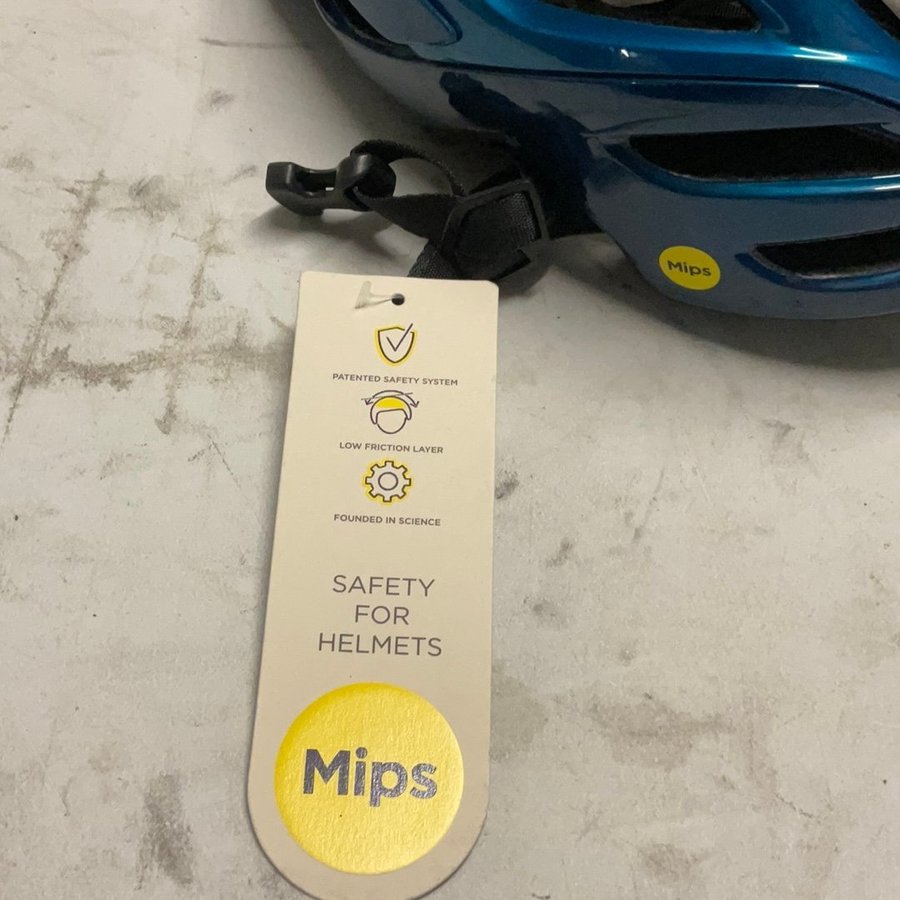 Mips
PATENTED SAFETY SYSTEM
LOW FRICTION LAYER
FOUNDED IN SCIENCE
SAFETY
FOR
HELMETS
Mips